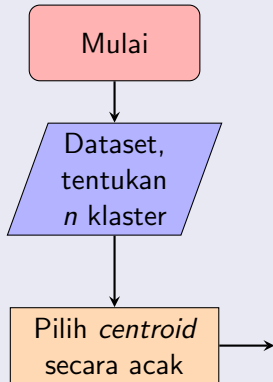 Mulai
Dataset,
tentukan
n klaster
Pilih centroid
secara acak